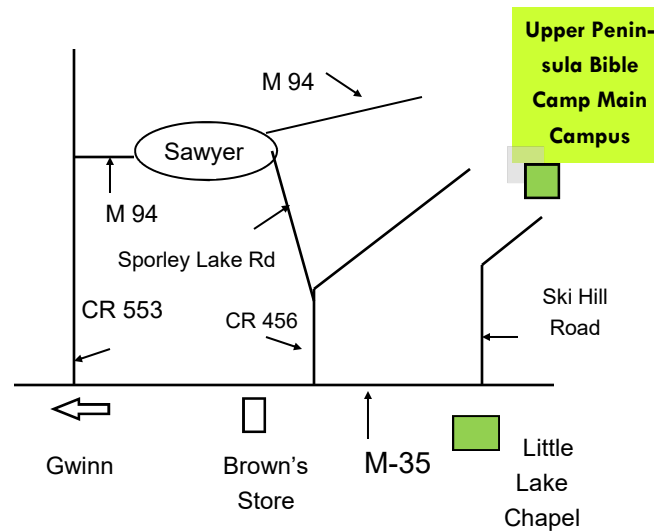 Upper Penin-
sula Bible
Camp Main
Campus
M 94
Sawyer
M 94
Sporley Lake Rd
CR 553
CR 456
Ski Hill
Road
Gwinn
Brown’s
Store
M-35
Little
Lake
Chapel